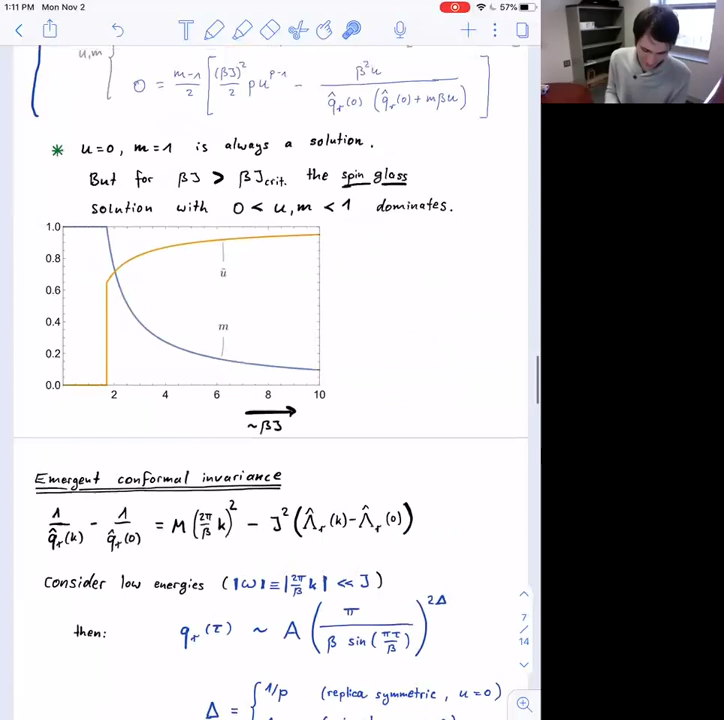 1:11 PM Mon Nov 2
57%
u,m
0 = m-1/2 [ (βJ)²/2 p u^{p-1} - β²u / q̂_r(0) (q̂_r(0) + mβu) ]
* u=0, m=1 is always a solution.
But for βJ > βJcrit. the spin glass
solution with 0 < u,m < 1 dominates.
1.0
0.8
0.6
0.4
0.2
0.0
ũ
m
2 4 6 8 10
~βJ
Emergent conformal invariance
1/q̂_r(k) - 1/q̂_r(0) = M (2π/β k)² - J² (Λ̂_r(k) - Λ̂_r(0))
Consider low energies (|ω| ≡ |2π/β k| << J)
then: q_r(τ) ~ A (π / β sin(πτ/β))^{2Δ}
Δ = { 1/p (replica symmetric, u=0)
7
/
14